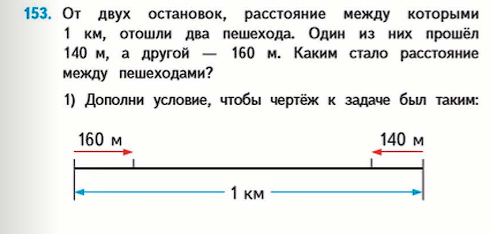 153. От двух остановок, расстояние между которыми
1 км, отошли два пешехода. Один из них прошёл
140 м, а другой — 160 м. Каким стало расстояние
между пешеходами?
1) Дополни условие, чтобы чертёж к задаче был таким:
160 м 140 м
1 км